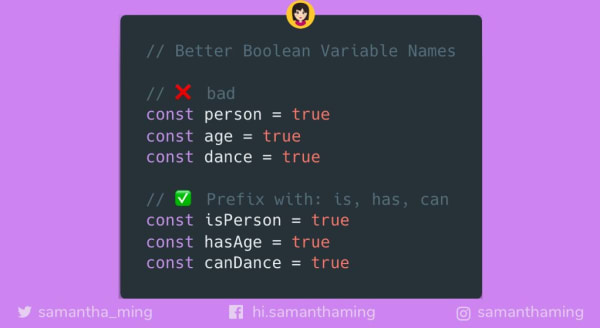 // Better Boolean Variable Names
// ❌ bad
const person = true
const age = true
const dance = true
// ✅ Prefix with: is, has, can
const isPerson = true
const hasAge = true
const canDance = true
samantha_ming hi.samanthaming samanthaming